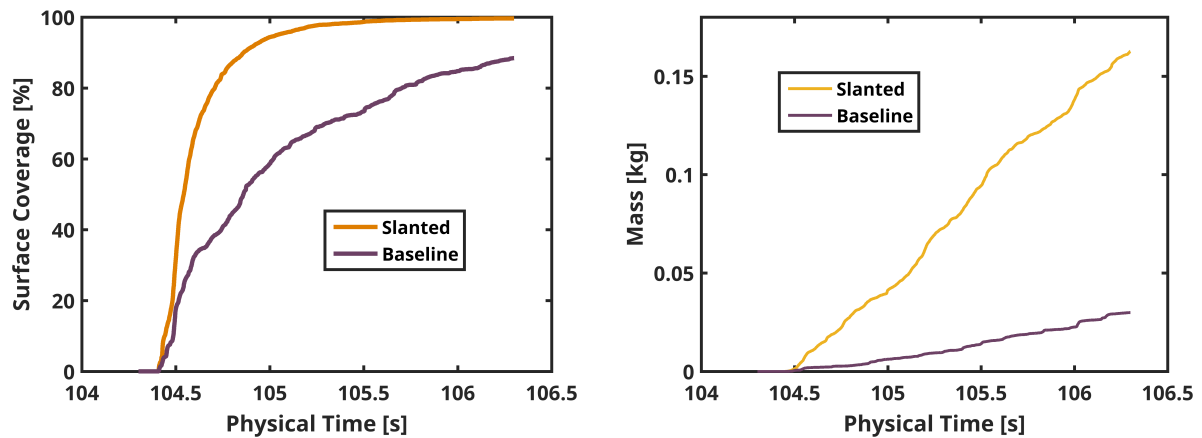 Surface Coverage [%]
100
80
60
40
20
0
104
104.5
105
105.5
106
106.5
Physical Time [s]
Slanted
Baseline
Mass [kg]
0.15
0.1
0.05
0
104
104.5
105
105.5
106
106.5
Physical Time [s]
Slanted
Baseline